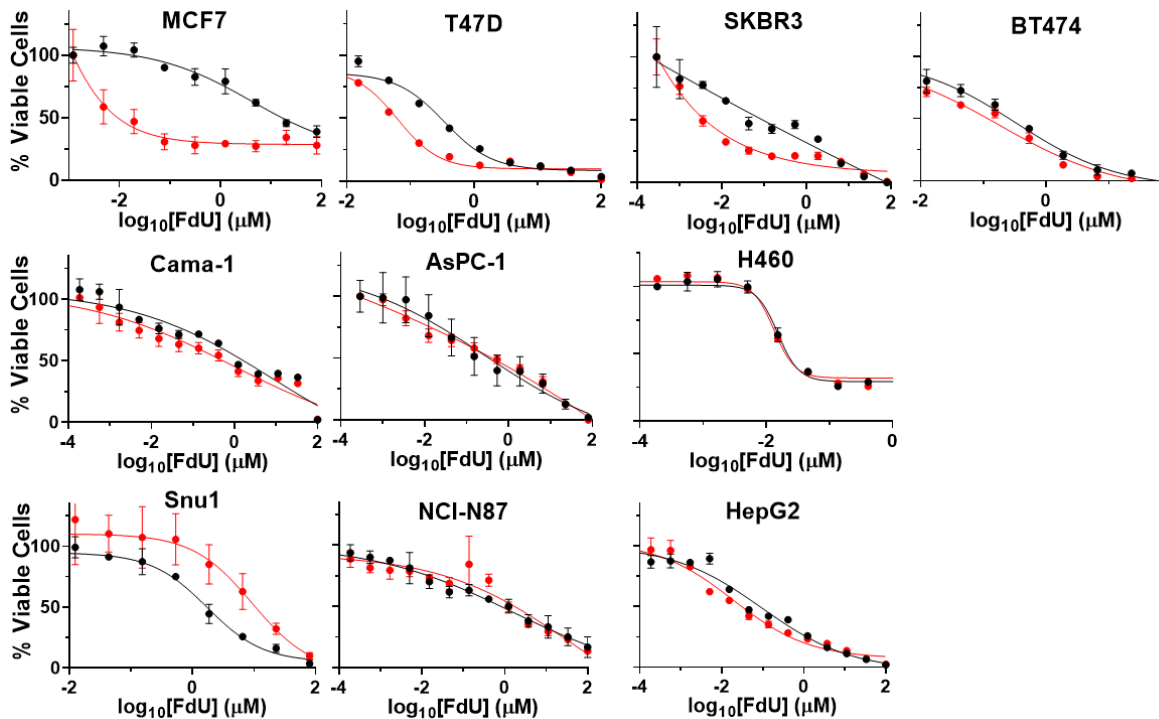 MCF7 T47D SKBR3 BT474
% Viable Cells
100
50
0
-2 0 2 -2 0 2 -4 -2 0 2 -2 0
log10[FdU] (µM) log10[FdU] (µM) log10[FdU] (µM) log10[FdU] (µM)
Cama-1 AsPC-1 H460
% Viable Cells
100
50
0
-4 -2 0 2 -4 -2 0 2 -4 -2 0
log10[FdU] (µM) log10[FdU] (µM) log10[FdU] (µM)
Snu1 NCI-N87 HepG2
% Viable Cells
100
50
0
-2 -1 0 1 2 -4 -2 0 2 -4 -2 0 2
log10[FdU] (µM) log10[FdU] (µM) log10[FdU] (µM)